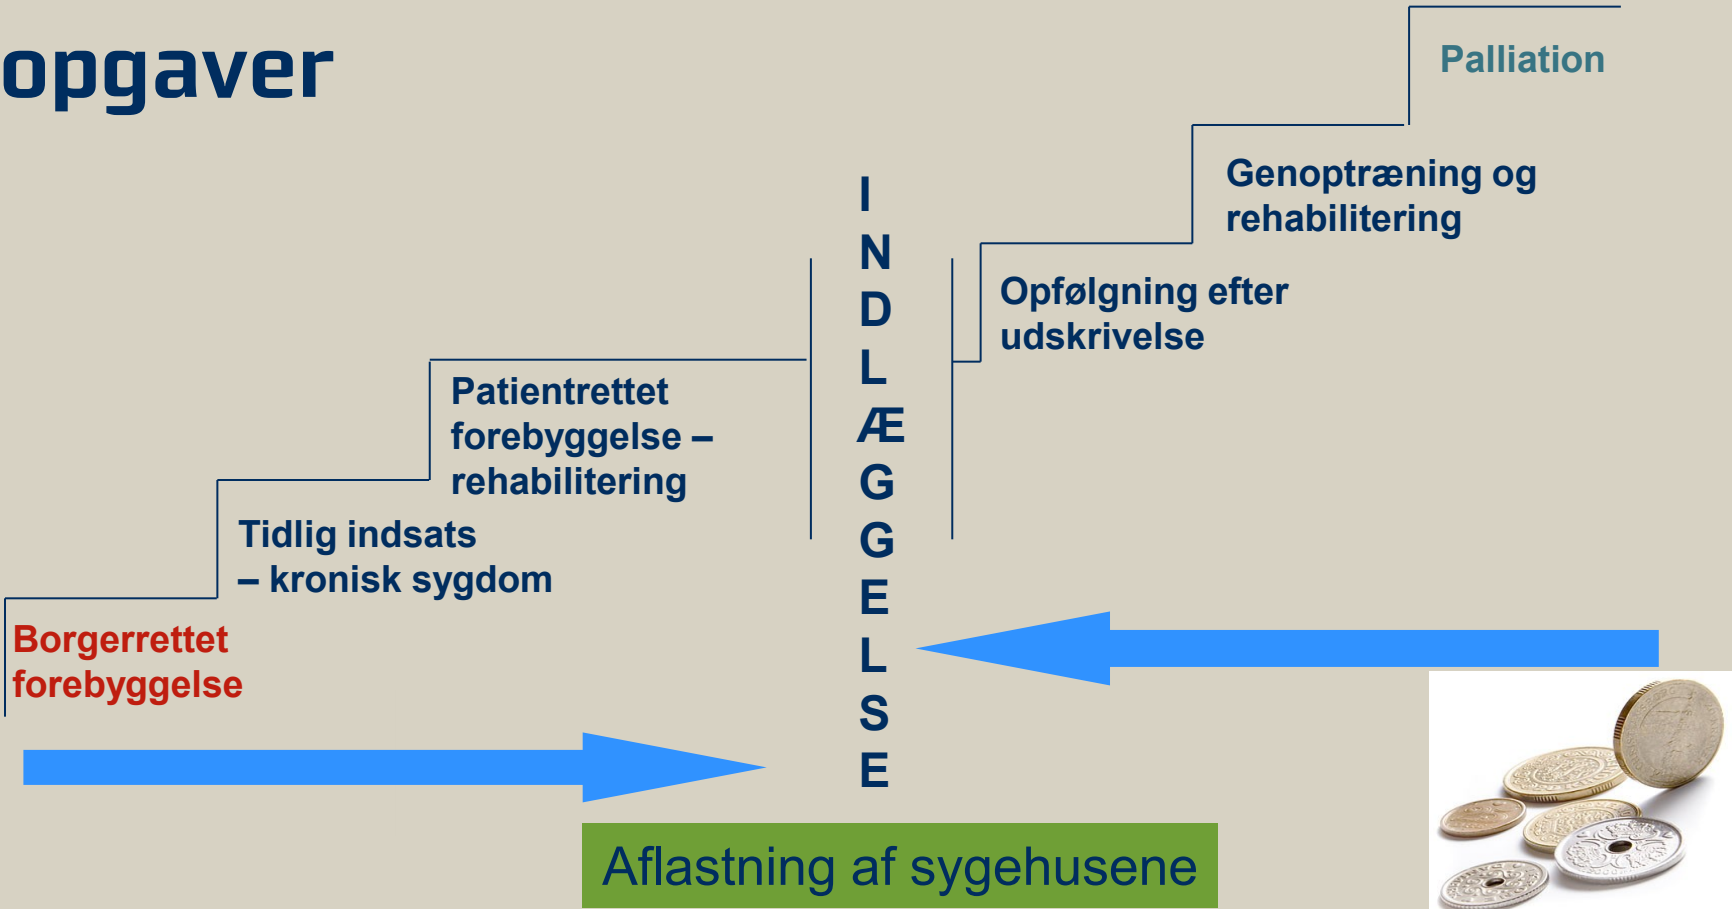 opgaver
Palliation
Genoptræning og
rehabilitering
Opfølgning efter
udskrivelse
INDLÆGGELSE
Patientrettet
forebyggelse –
rehabilitering
Tidlig indsats
– kronisk sygdom
Borgerrettet
forebyggelse
Aflastning af sygehusene